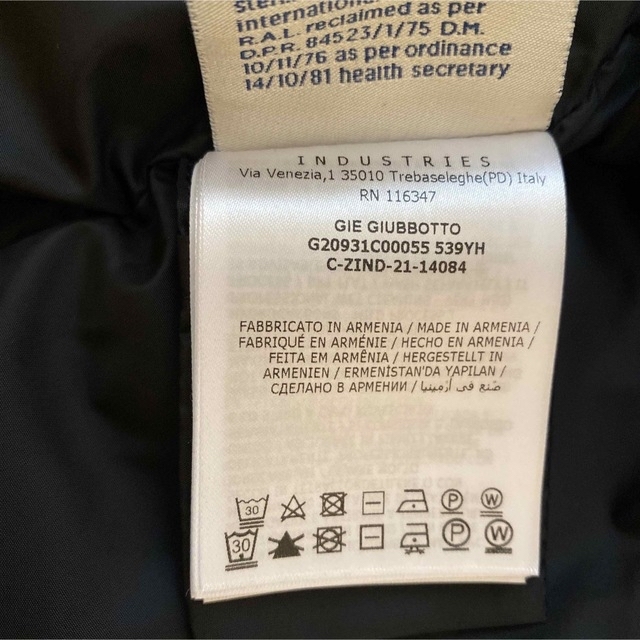 international
R.A.L. reclaimed as per
D.P.R. 84523/1/75 D.M.
10/11/76 as per ordinance
14/10/81 health secretary
INDUSTRIES
Via Venezia,1 35010 Trebaseleghe(PD) Italy
RN 116347
GIE GIUBBOTTO
G20931C00055 539YH
C-ZIND-21-14084
FABBRICATO IN ARMENIA / MADE IN ARMENIA /
FABRIQUÉ EN ARMÉNIE / HECHO EN ARMENIA /
FEITA EM ARMÊNIA / HERGESTELLT IN
ARMENIEN / ERMENİSTAN'DA YAPILAN /
СДЕЛАНО В АРМЕНИИ / صُنع في أرمينيا
30 P W
30 P W